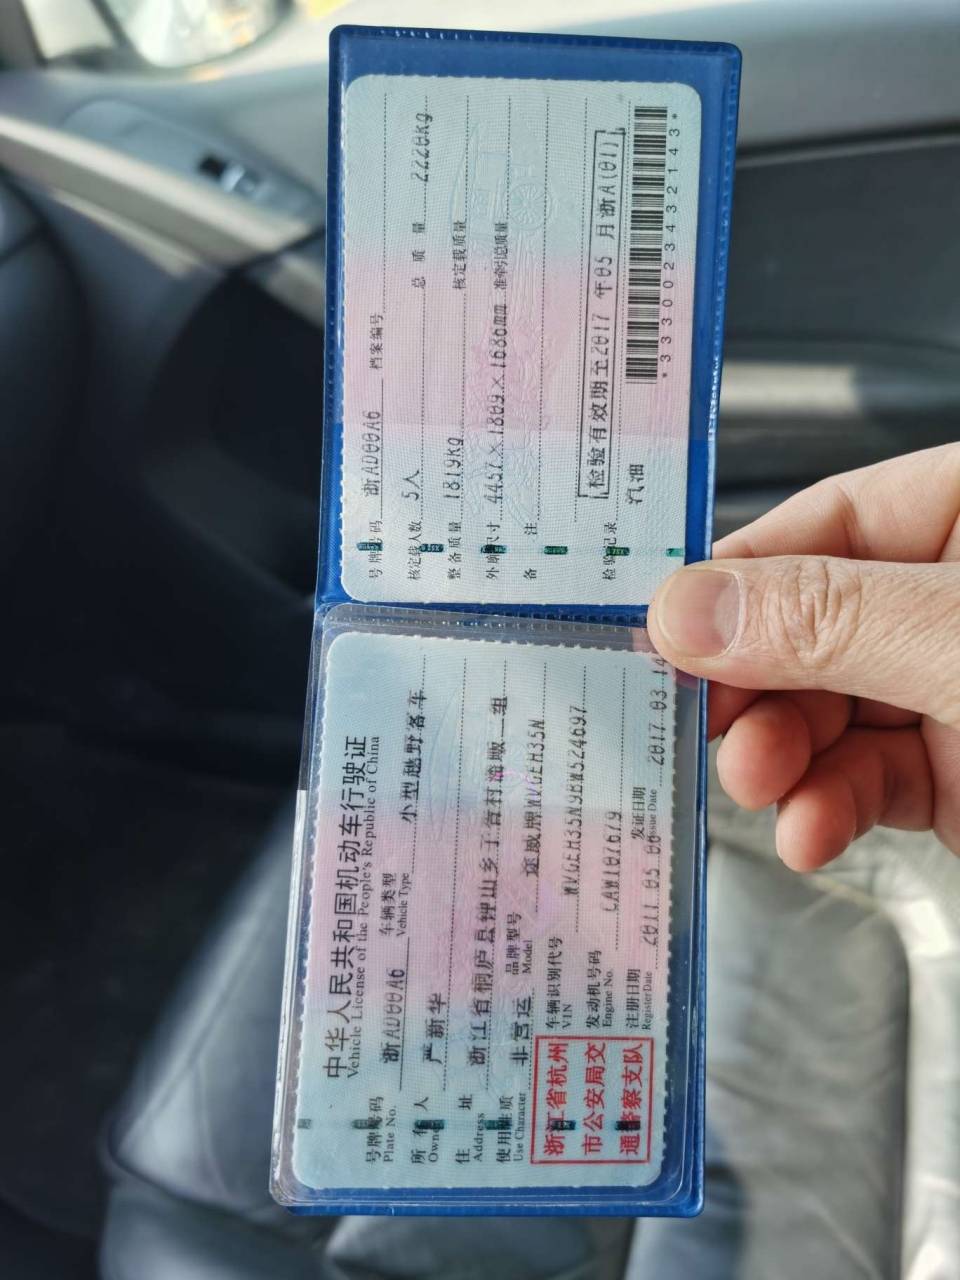 中华人民共和国机动车行驶证
Vehicle License of the People's Republic of China
号牌号码 浙AD00A6 车辆类型 小型越野客车
Plate No. Vehicle Type
所有人 严新华
Owner
住址 浙江省桐庐县钟山乡子胥村 二组
Address
使用性质 非营运 品牌型号 途威牌WVGEH35N
Use Character Model
浙江省杭州
市公安局交
通警察支队
车辆识别代号 WVGEH35N9BW524697
VIN
发动机号码 CAW107679
Engine No.
注册日期 2011.05.06 发证日期 2017.03.14
Register Date Issue Date
号牌号码 浙AD00A6 档案编号
核定载人数 5人 总质量 2220Kg
整备质量 1819Kg 核定载质量
外廓尺寸 4457×1809×1686mm 准牵引总质量
备注
检验有效期至2017年05月浙A(01)
检验记录
汽油
*3330023432143*